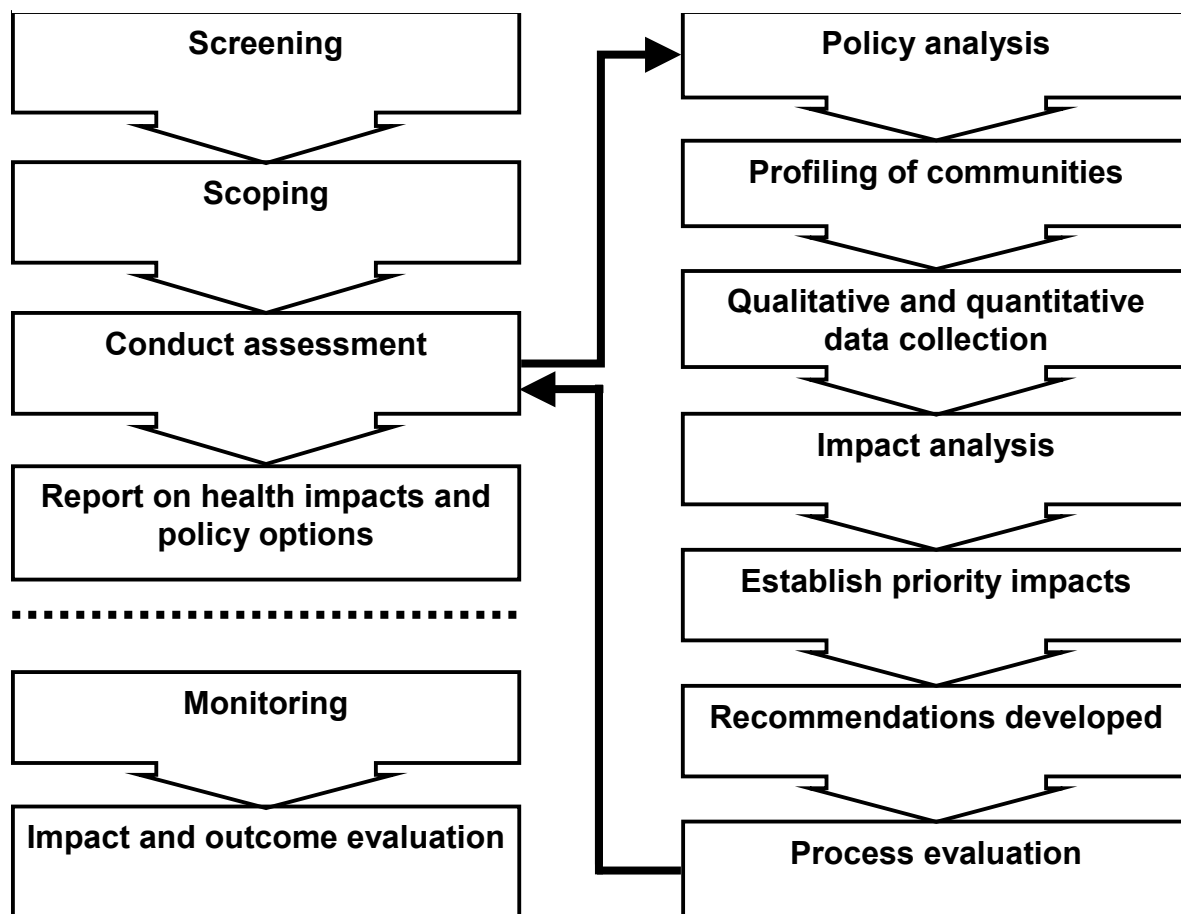 Screening
Scoping
Conduct assessment
Report on health impacts and
policy options
Monitoring
Impact and outcome evaluation
Policy analysis
Profiling of communities
Qualitative and quantitative
data collection
Impact analysis
Establish priority impacts
Recommendations developed
Process evaluation